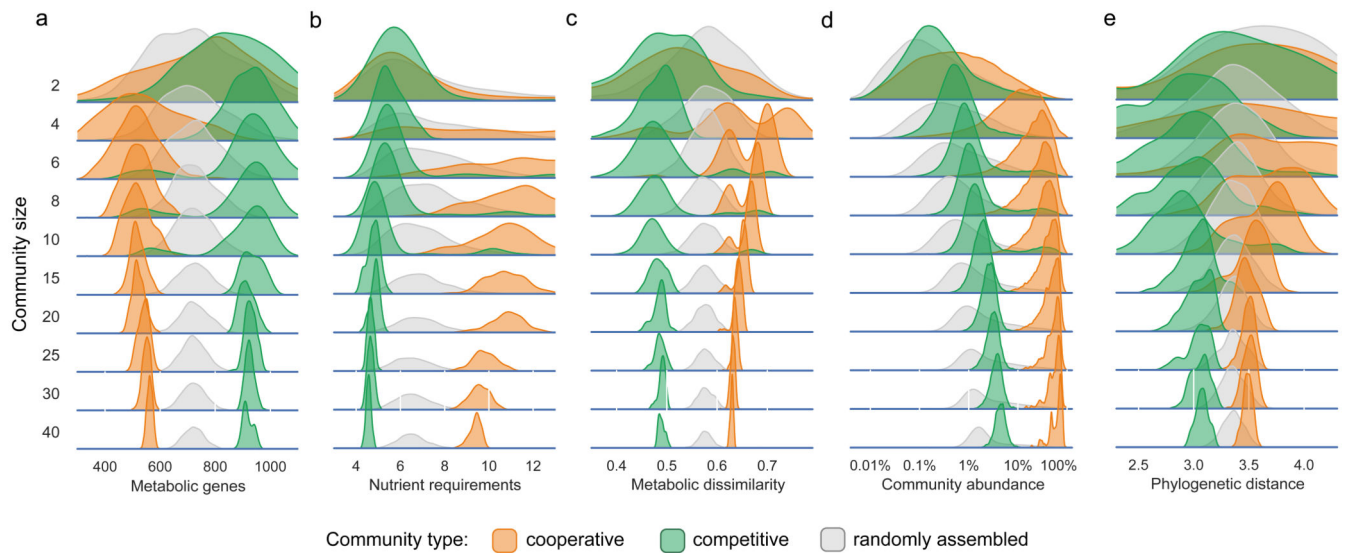 a b c d e
Community size
2
4
6
8
10
15
20
25
30
40
400 600 800 1000
Metabolic genes
4 6 8 10 12
Nutrient requirements
0.4 0.5 0.6 0.7
Metabolic dissimilarity
0.01% 0.1% 1% 10% 100%
Community abundance
2.5 3.0 3.5 4.0
Phylogenetic distance
Community type: cooperative competitive randomly assembled